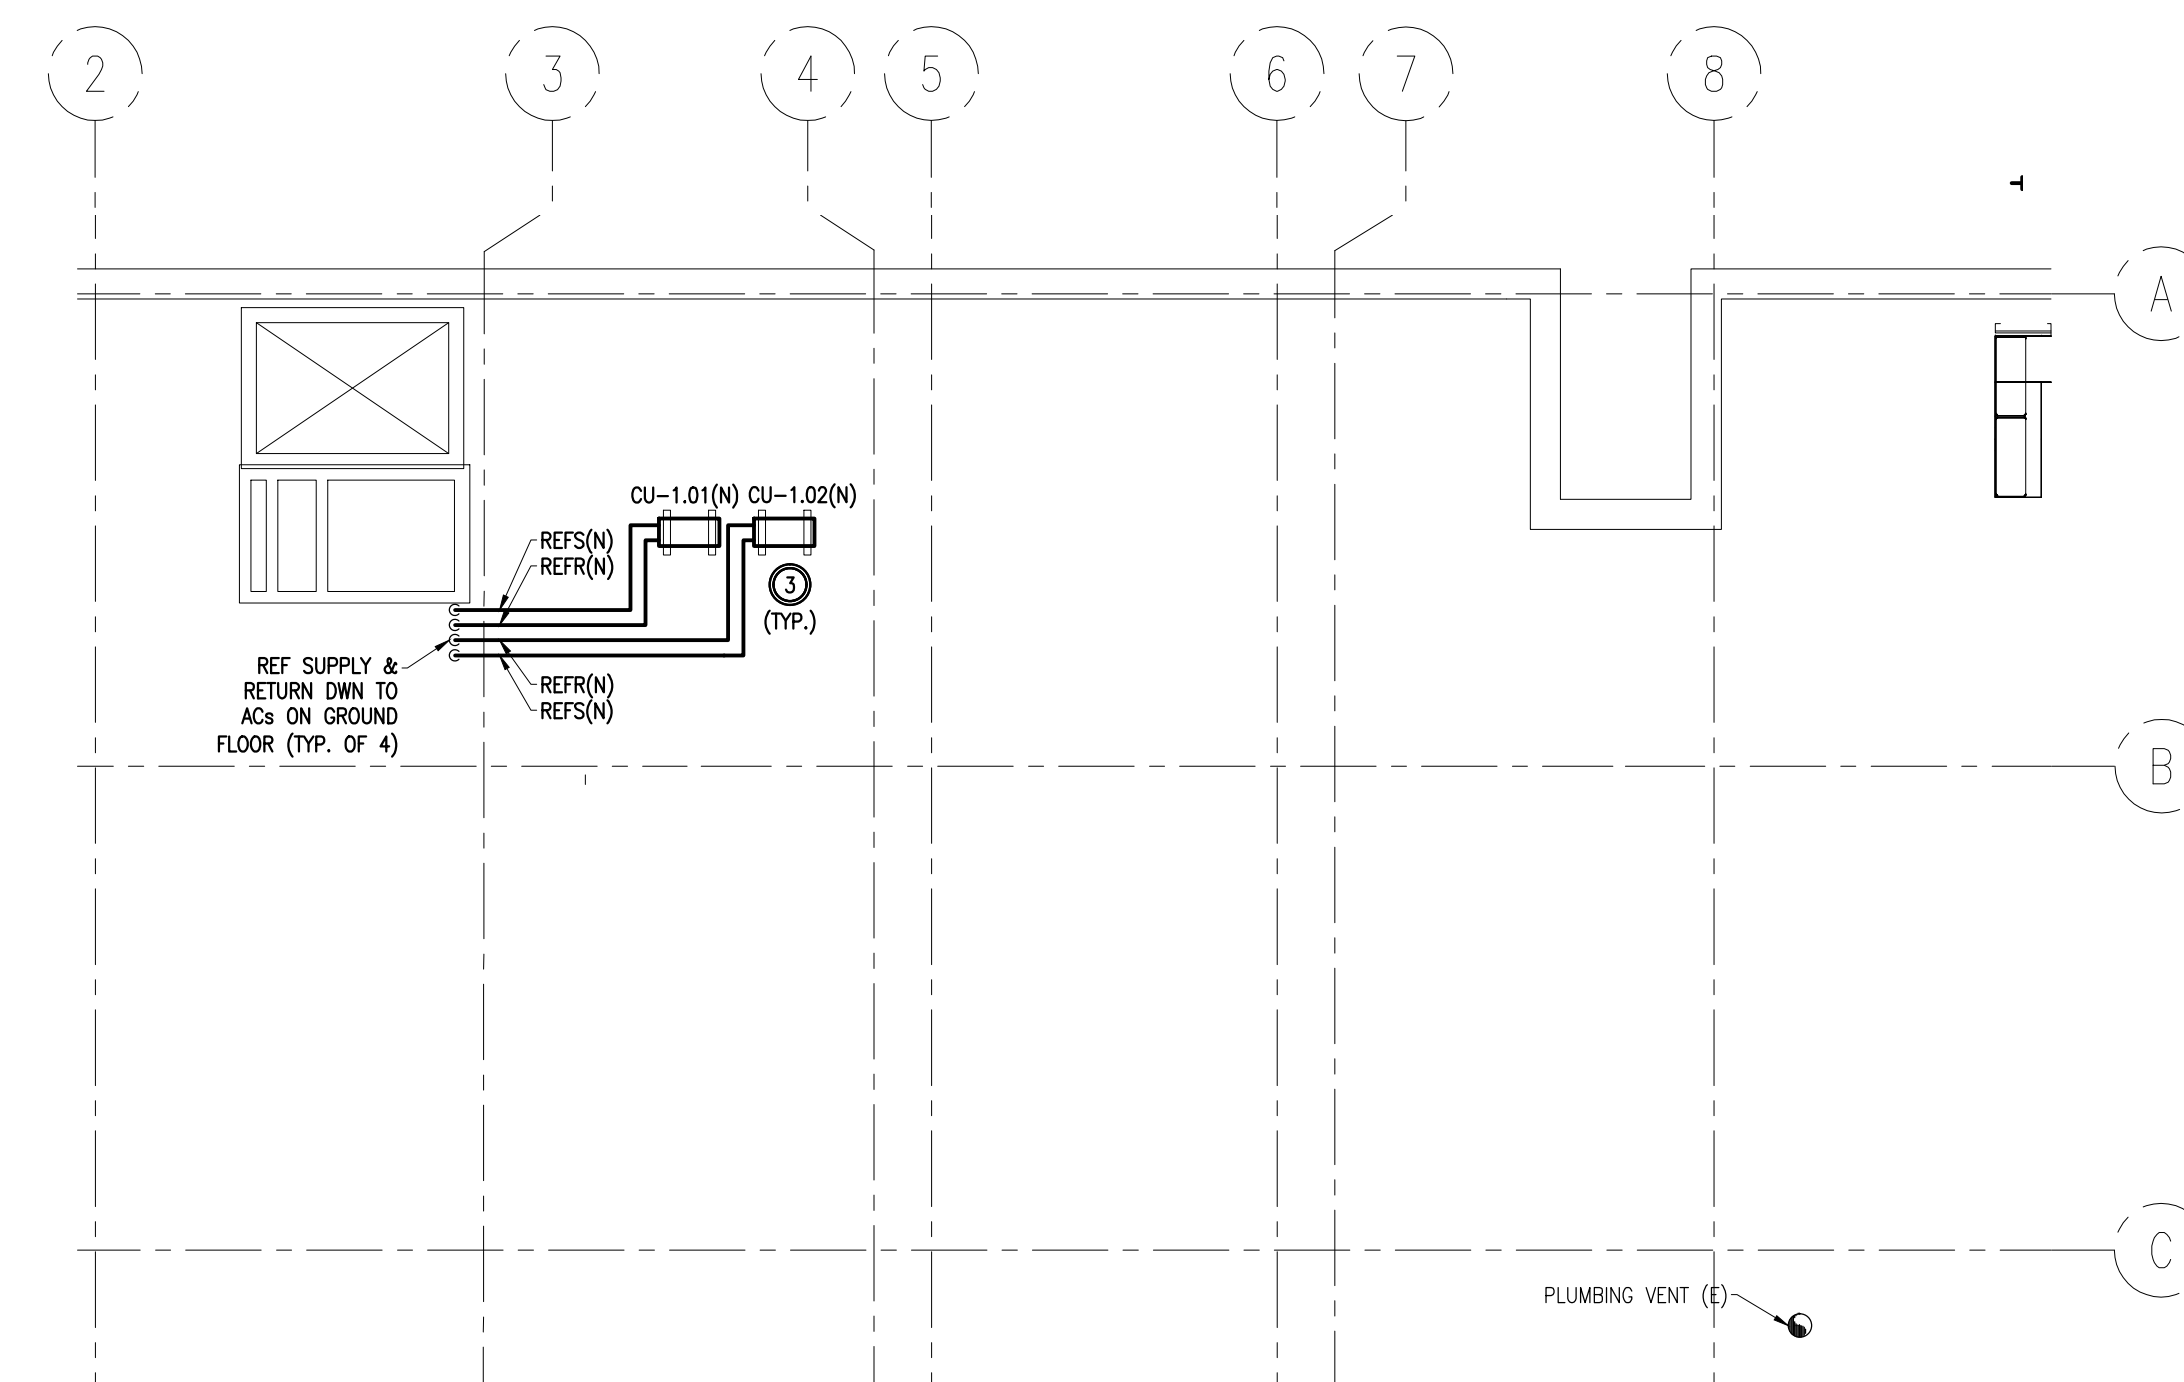 2 3 4 5 6 7 8
A
CU-1.01(N) CU-1.02(N)
REFS(N)
REFR(N)
3
(TYP.)
REF SUPPLY &
RETURN DWN TO
ACs ON GROUND
FLOOR (TYP. OF 4)
REFR(N)
REFS(N)
B
C
PLUMBING VENT (E)